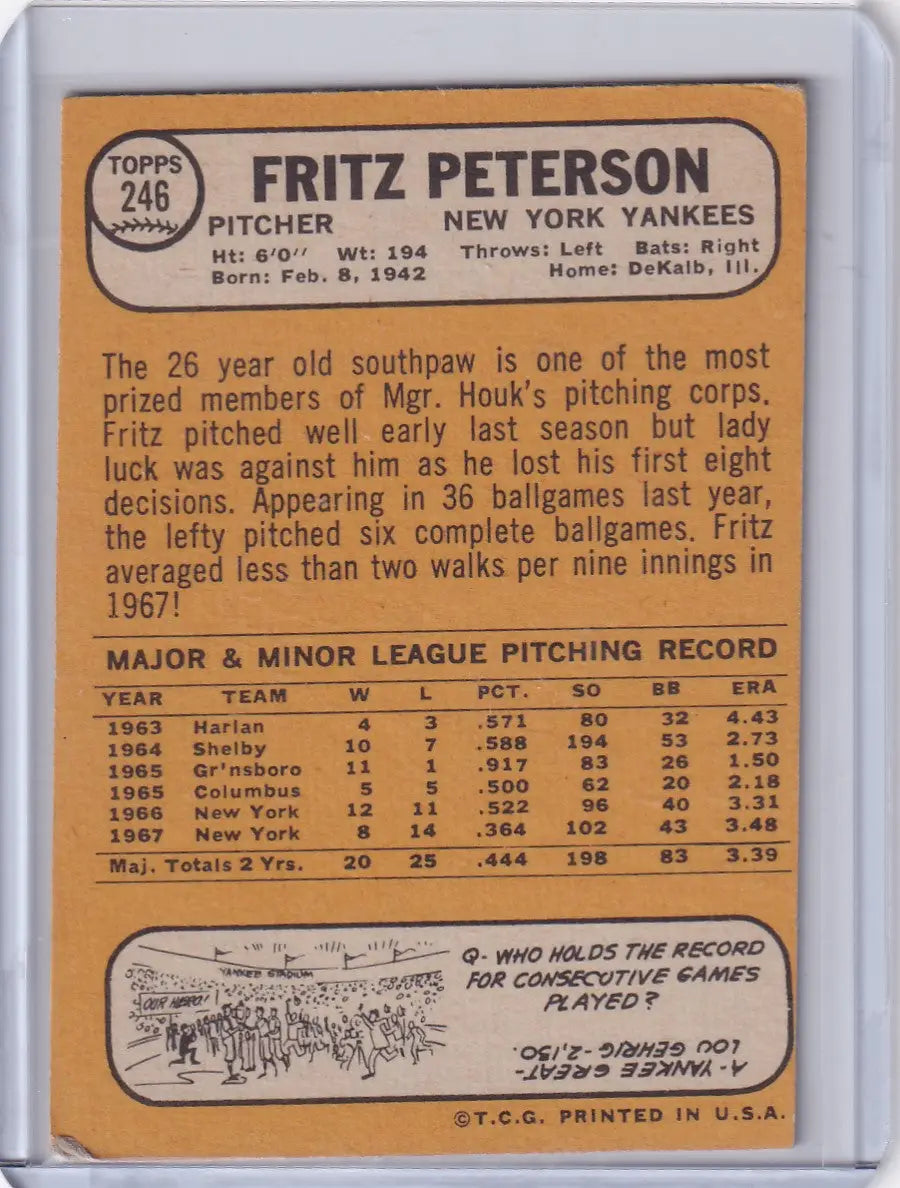 TOPPS
246
FRITZ PETERSON
PITCHER NEW YORK YANKEES
Ht: 6'0'' Wt: 194 Throws: Left Bats: Right
Born: Feb. 8, 1942 Home: DeKalb, Ill.
The 26 year old southpaw is one of the most
prized members of Mgr. Houk's pitching corps.
Fritz pitched well early last season but lady
luck was against him as he lost his first eight
decisions. Appearing in 36 ballgames last year,
the lefty pitched six complete ballgames. Fritz
averaged less than two walks per nine innings in
1967!
MAJOR & MINOR LEAGUE PITCHING RECORD
YEAR TEAM W L PCT. SO BB ERA
1963 Harlan 4 3 .571 80 32 4.43
1964 Shelby 10 7 .588 194 53 2.73
1965 Gr'nsboro 11 1 .917 83 26 1.50
1965 Columbus 5 5 .500 62 20 2.18
1966 New York 12 11 .522 96 40 3.31
1967 New York 8 14 .364 102 43 3.48
Maj. Totals 2 Yrs. 20 25 .444 198 83 3.39
YANKEE STADIUM
OUR HERO!
Q- WHO HOLDS THE RECORD
FOR CONSECUTIVE GAMES
PLAYED?
A- YANKEE GREAT-
LOU GEHRIG-2,130.
©T.C.G. PRINTED IN U.S.A.